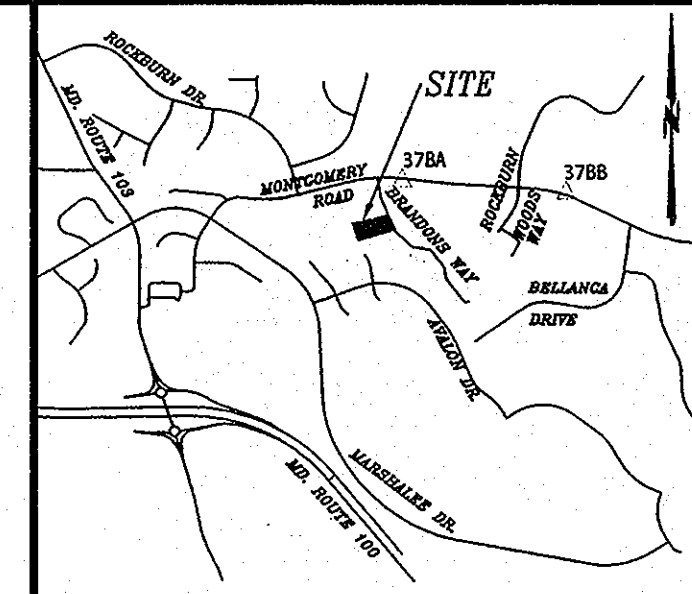 ROCKBURN DR.
MD. ROUTE 103
SITE
N
MONTGOMERY
ROAD
37BA
BRANDONS WAY
ROCKBURN
WOODS
WAY
37BB
BELLANCA
DRIVE
AVALON DR.
MARSHALEE DR.
MD. ROUTE 100